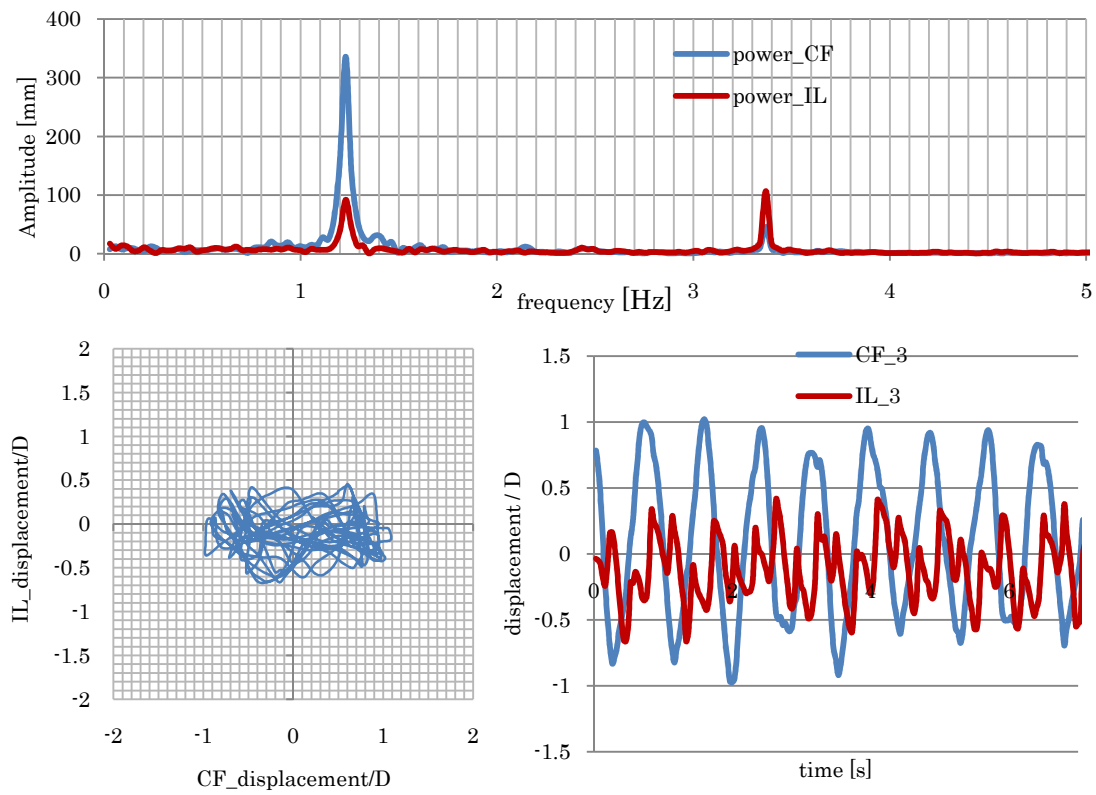 400
300
200
100
0
Amplitude [mm]
power_CF
power_IL
0 1 2 3 4 5
frequency [Hz]
2
1.5
1
0.5
0
-0.5
-1
-1.5
-2
IL_displacement/D
-2 -1 0 1 2
CF_displacement/D
1.5
1
0.5
0
-0.5
-1
-1.5
displacement / D
CF_3
IL_3
0 2 4 6
time [s]